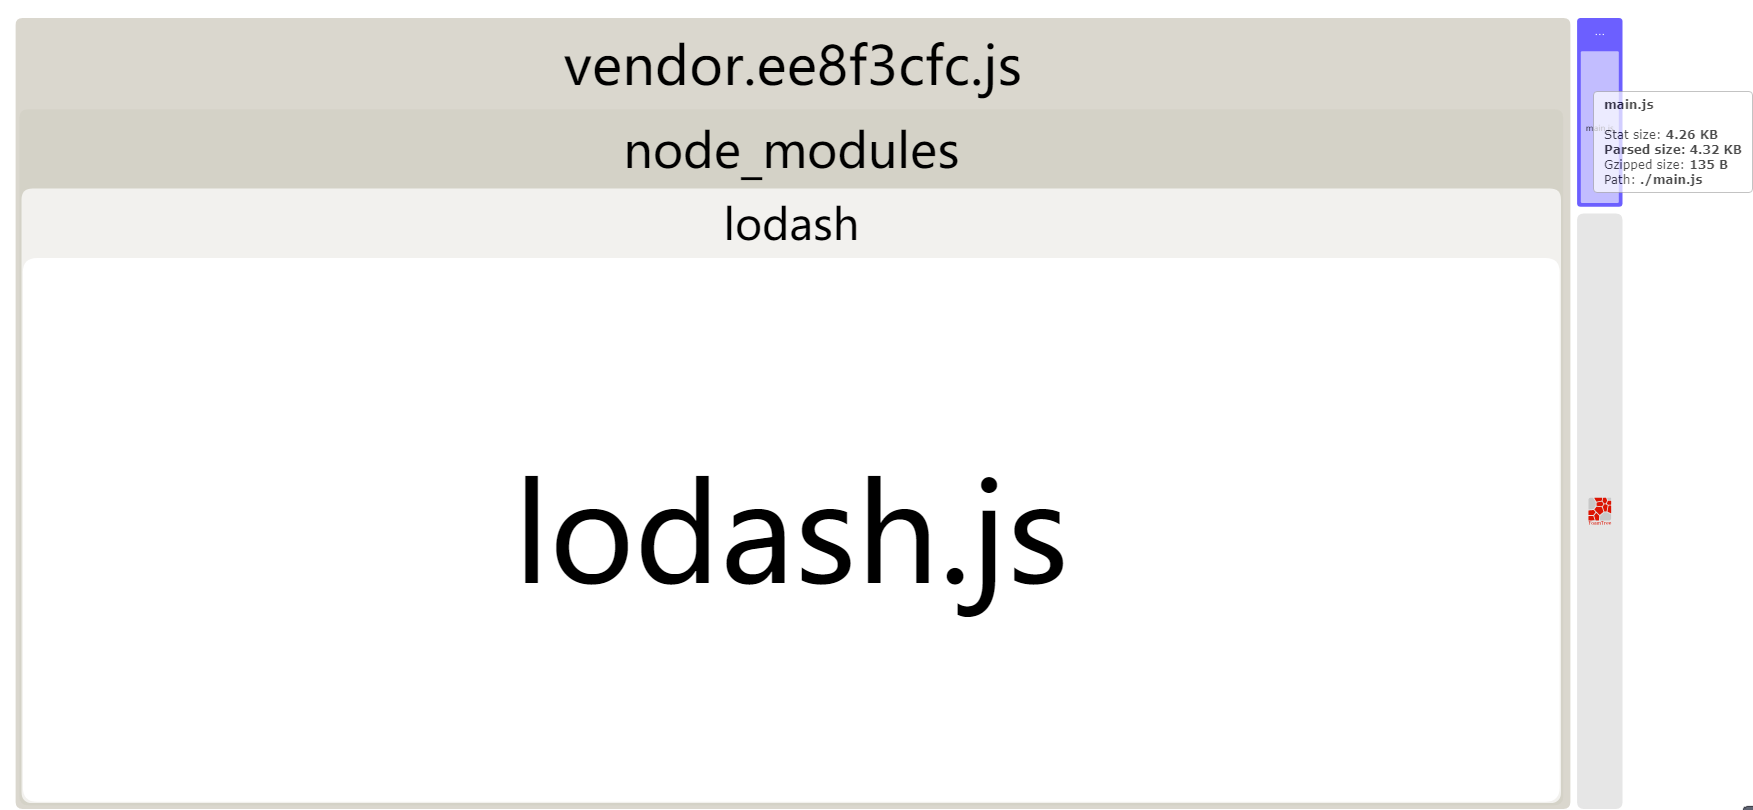 vendor.ee8f3cfc.js
node_modules
lodash
lodash.js
...
main.js
Stat size: 4.26 KB
Parsed size: 4.32 KB
Gzipped size: 135 B
Path: ./main.js
FoamTree